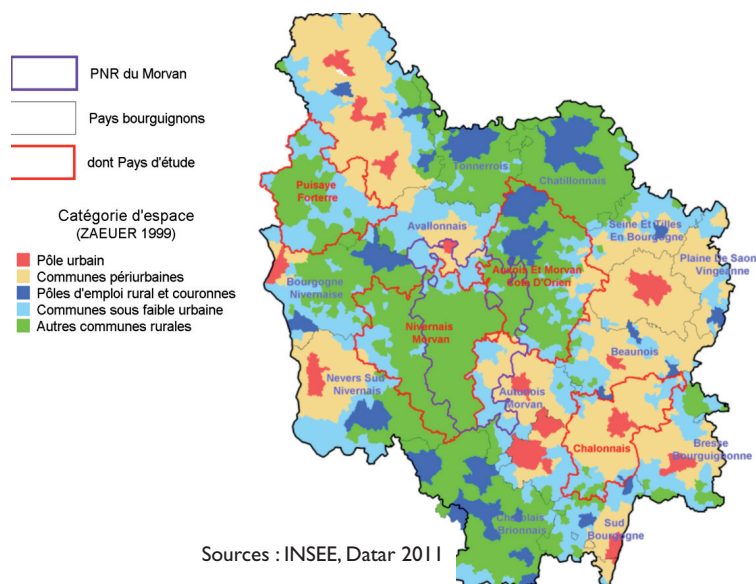 PNR du Morvan
Pays bourguignons
dont Pays d'étude
Catégorie d'espace
(ZAEUER 1999)
Pôle urbain
Communes périurbaines
Pôles d'emploi rural et couronnes
Communes sous faible urbaine
Autres communes rurales
Tonnerrois
Chatillonnais
Puisaye
Forterre
Avallonnais
Seine Et Tilles
En Bourgogne
Plaine De Saon
Vingeanne
Auxois Et Morvan
Cote D'Orien
Bourgogne
Nivernaise
Nivernais
Morvan
Beaunois
Nevers Sud
Nivernais
Autunois
Morvan
Chalonnais
Bresse
Bourguignonne
Charolais
Brionnais
Sud
Bourgogne
Sources : INSEE, Datar 2011